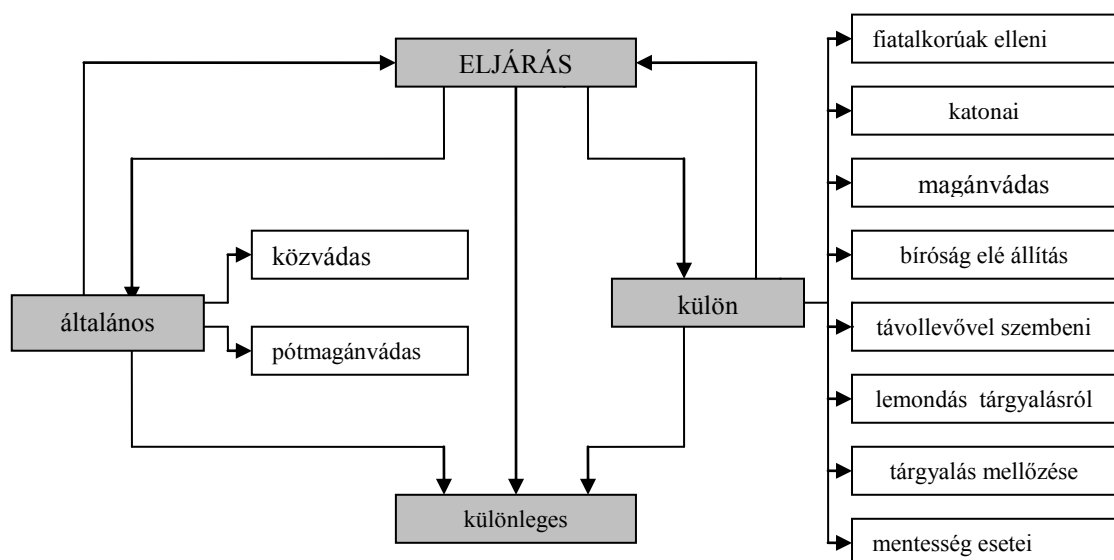 ELJÁRÁS
általános
közvádas
pótmagánvádas
különleges
külön
fiatalkorúak elleni
katonai
magánvádas
bíróság elé állítás
távollevővel szembeni
lemondás tárgyalásról
tárgyalás mellőzése
mentesség esetei